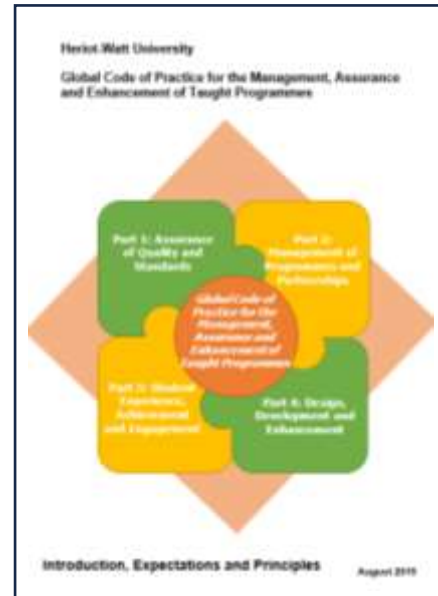 Heriot-Watt University
Global Code of Practice for the Management, Assurance
and Enhancement of Taught Programmes
Part 1: Assurance
of Quality and
Standards
Part 2:
Management of
Programmes and
Partnerships
Global Code of
Practice for the
Management,
Assurance and
Enhancement of
Taught Programmes
Part 3: Student
Experience,
Achievement
and Engagement
Part 4: Design,
Development and
Enhancement
Introduction, Expectations and Principles
August 2015